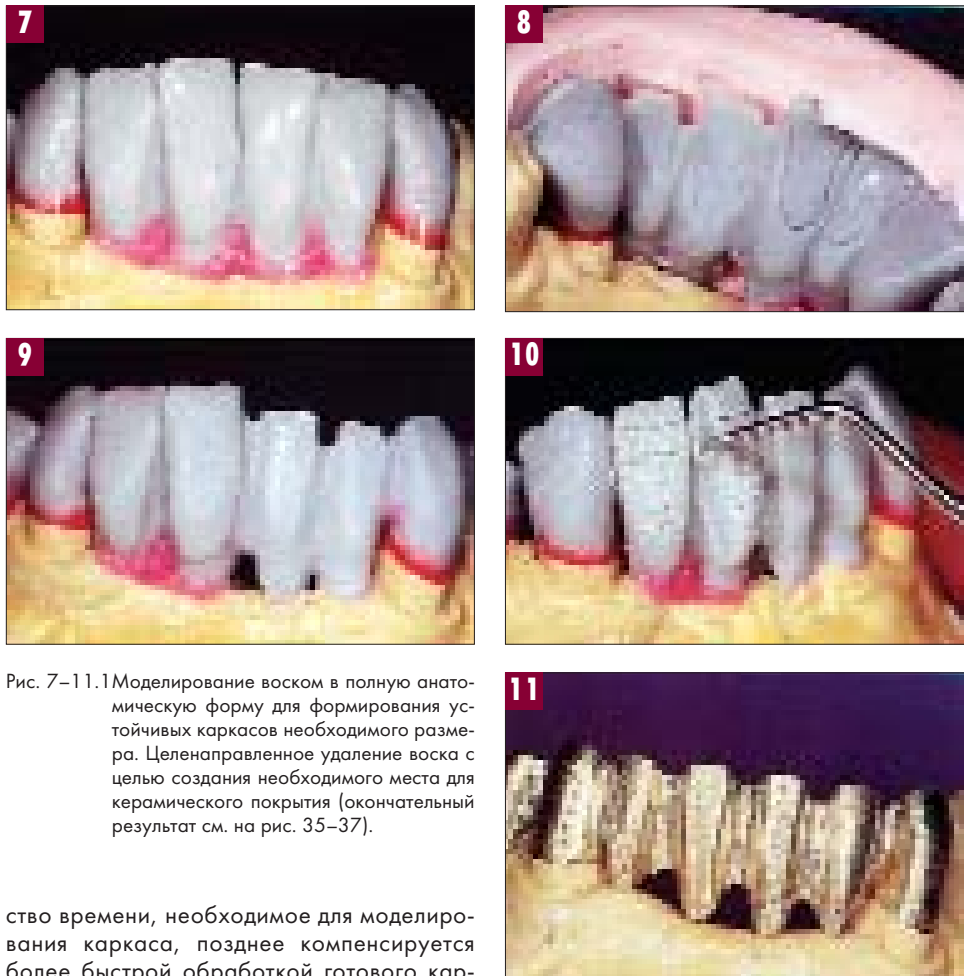 7
8
9
10
Рис. 7–11.1Моделирование воском в полную анато-
мическую форму для формирования ус-
тойчивых каркасов необходимого разме-
ра. Целенаправленное удаление воска с
целью создания необходимого места для
керамического покрытия (окончательный
результат см. на рис. 35–37).
11
ство времени, необходимое для моделиро-
вания каркаса, позднее компенсируется
более быстрой обработкой готового кар-